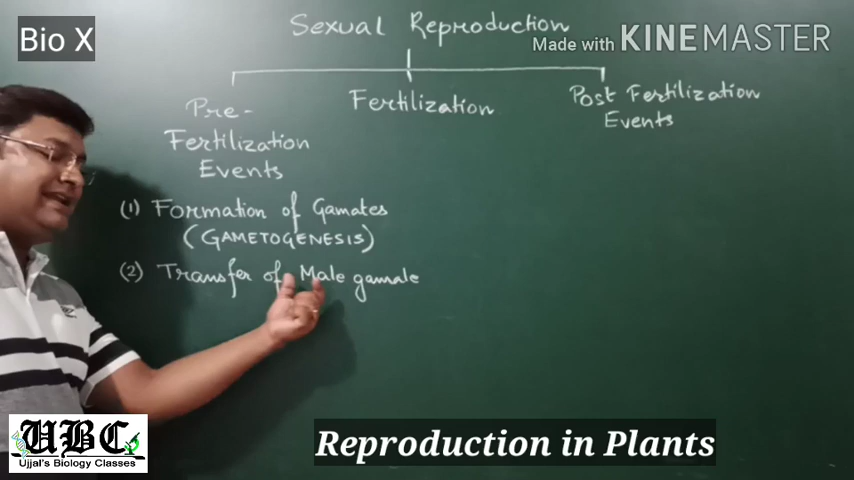 Bio X
Sexual Reproduction
Made with KINEMASTER
Pre-
Fertilization
Events
Fertilization
Post Fertilization
Events
(1) Formation of Gamates
(GAMETOGENESIS)
(2) Transfer of Male gamate
UBC
Ujjal's Biology Classes
Reproduction in Plants